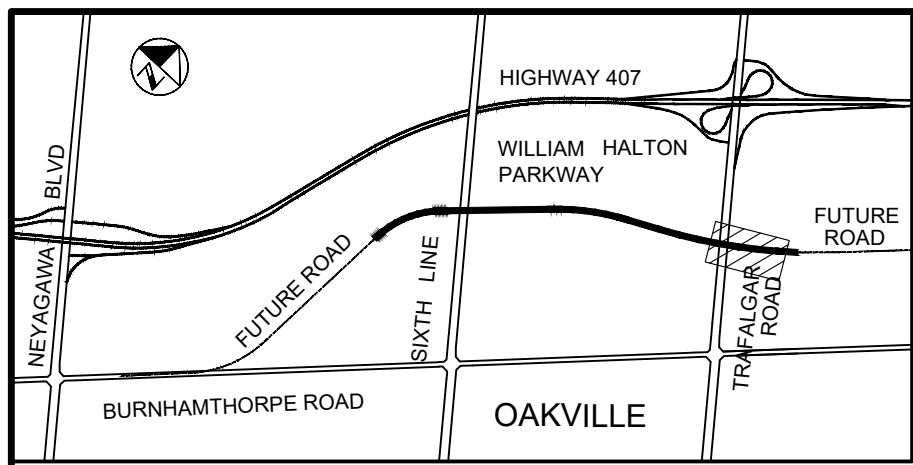 HIGHWAY 407
WILLIAM HALTON
PARKWAY
NEYAGAWA BLVD
FUTURE ROAD
SIXTH LINE
FUTURE
ROAD
TRAFALGAR
ROAD
BURNHAMTHORPE ROAD
OAKVILLE